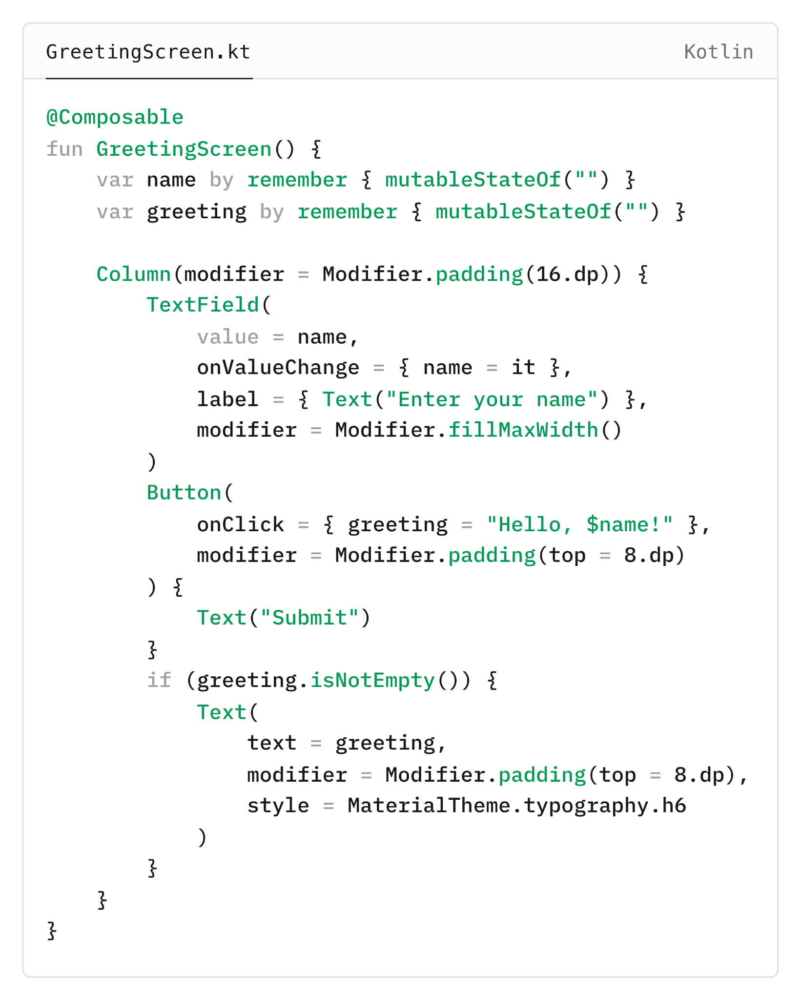 GreetingScreen.kt
Kotlin
@Composable
fun GreetingScreen() {
    var name by remember { mutableStateOf("") }
    var greeting by remember { mutableStateOf("") }

    Column(modifier = Modifier.padding(16.dp)) {
        TextField(
            value = name,
            onValueChange = { name = it },
            label = { Text("Enter your name") },
            modifier = Modifier.fillMaxWidth()
        )
        Button(
            onClick = { greeting = "Hello, $name!" },
            modifier = Modifier.padding(top = 8.dp)
        ) {
            Text("Submit")
        }
        if (greeting.isNotEmpty()) {
            Text(
                text = greeting,
                modifier = Modifier.padding(top = 8.dp),
                style = MaterialTheme.typography.h6
            )
        }
    }
}